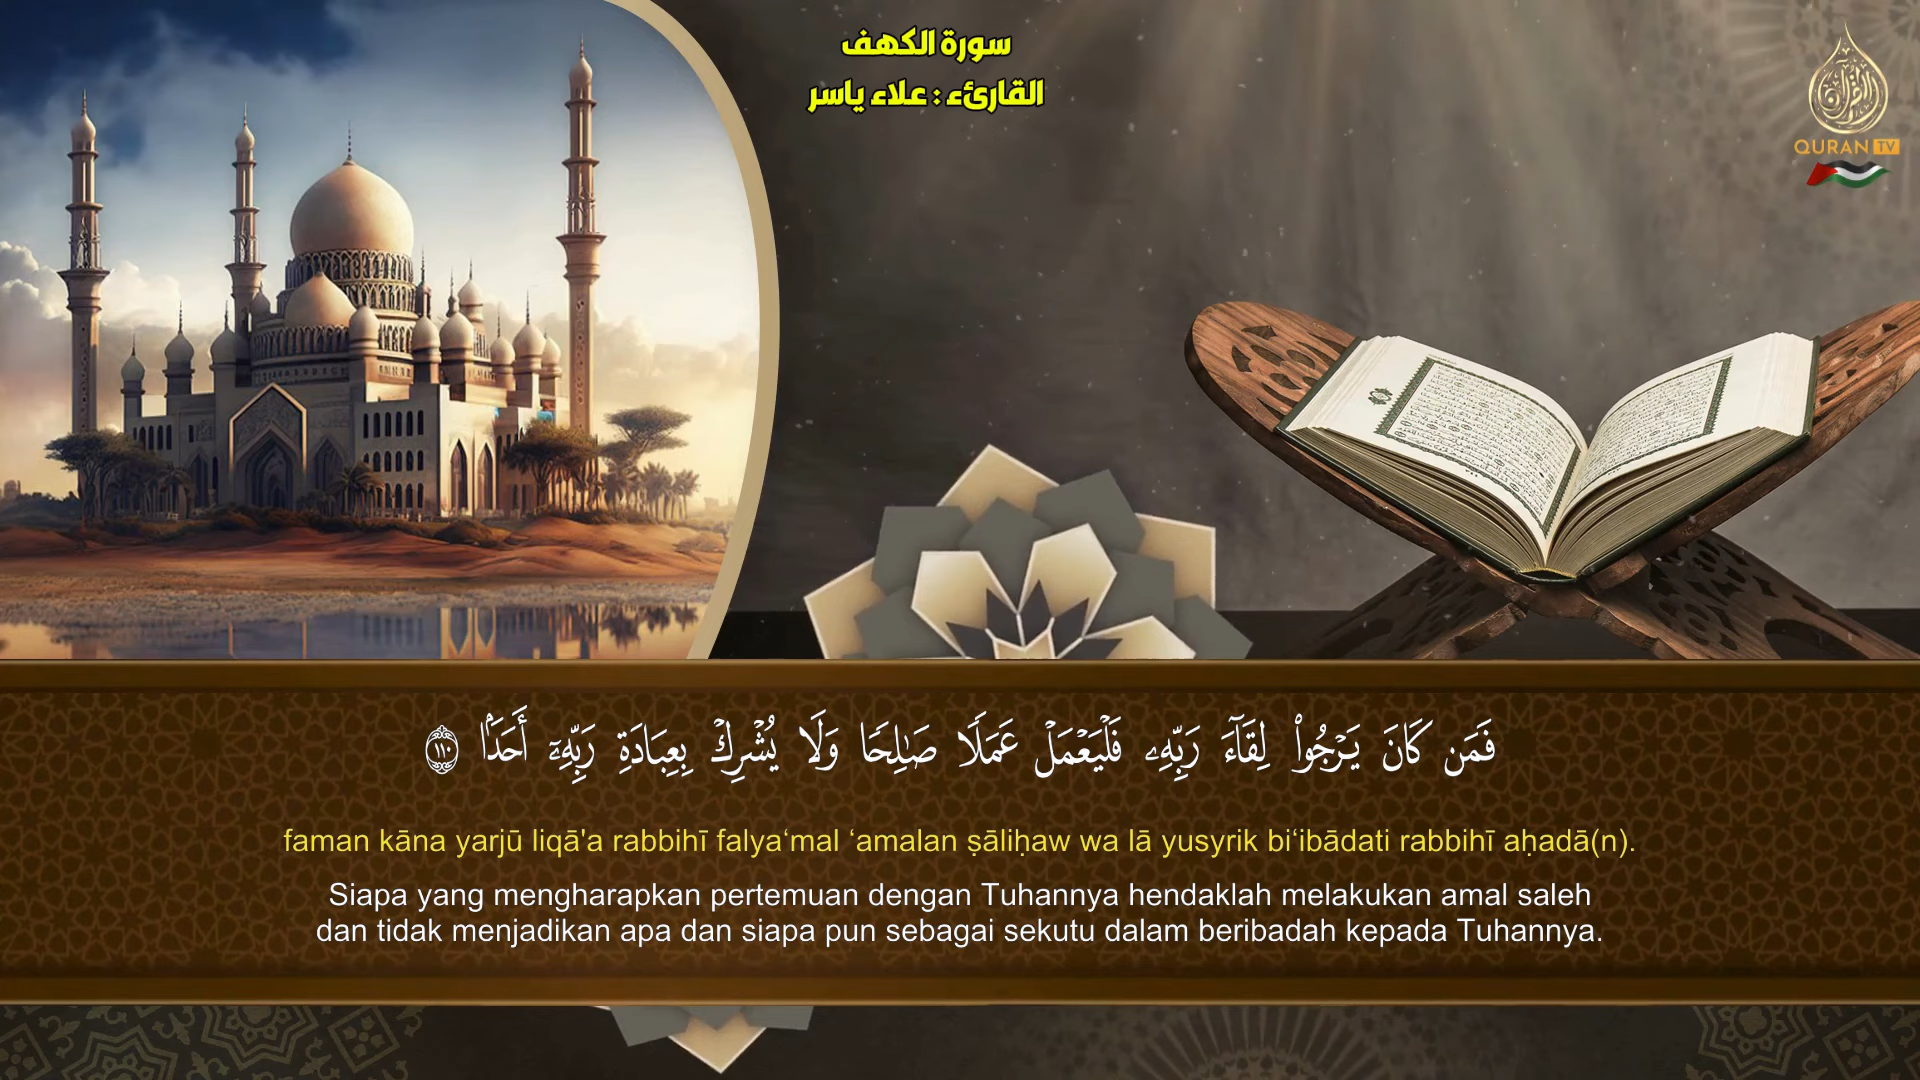 سورة الكهف
القارئء : علاء ياسر
القرآن
QURAN TV
فَمَن كَانَ يَرْجُوا۟ لِقَآءَ رَبِّهِۦ فَلْيَعْمَلْ عَمَلًا صَـٰلِحًا وَلَا يُشْرِكْ بِعِبَادَةِ رَبِّهِۦٓ أَحَدًۢا ١١٠
faman kāna yarjū liqā'a rabbihī falya‘mal ‘amalan ṣāliḥaw wa lā yusyrik bi‘ibādati rabbihī aḥadā(n).
Siapa yang mengharapkan pertemuan dengan Tuhannya hendaklah melakukan amal saleh
dan tidak menjadikan apa dan siapa pun sebagai sekutu dalam beribadah kepada Tuhannya.